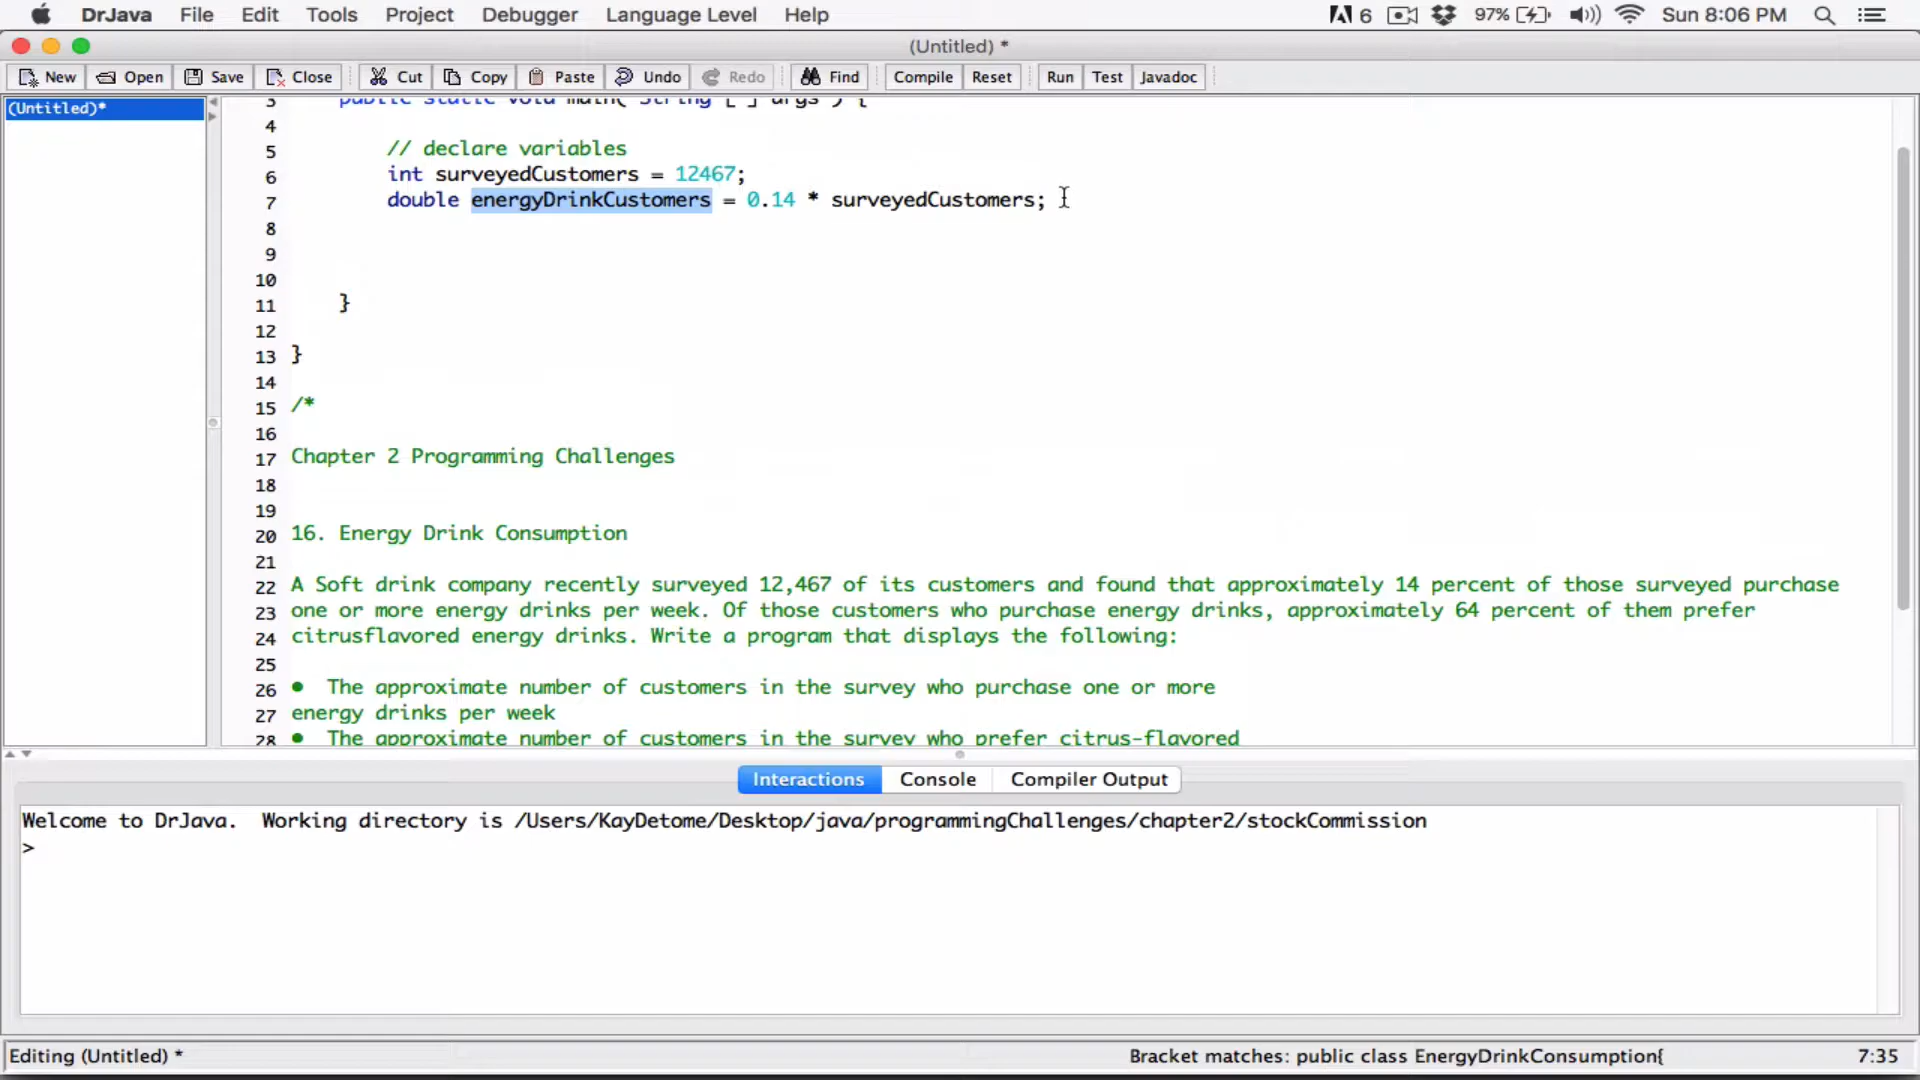 DrJava File Edit Tools Project Debugger Language Level Help 6 97% Sun 8:06 PM
(Untitled) *
New Open Save Close Cut Copy Paste Undo Redo Find Compile Reset Run Test Javadoc
(Untitled)*
3 public static void main( String [ ] args ) {
4
5 // declare variables
6 int surveyedCustomers = 12467;
7 double energyDrinkCustomers = 0.14 * surveyedCustomers;
8
9
10
11 }
12
13 }
14
15 /*
16
17 Chapter 2 Programming Challenges
18
19
20 16. Energy Drink Consumption
21
22 A Soft drink company recently surveyed 12,467 of its customers and found that approximately 14 percent of those surveyed purchase
23 one or more energy drinks per week. Of those customers who purchase energy drinks, approximately 64 percent of them prefer
24 citrusflavored energy drinks. Write a program that displays the following:
25
26 ● The approximate number of customers in the survey who purchase one or more
27 energy drinks per week
28 ● The approximate number of customers in the survey who prefer citrus-flavored
Interactions Console Compiler Output
Welcome to DrJava. Working directory is /Users/KayDetome/Desktop/java/programmingChallenges/chapter2/stockCommission
>
Editing (Untitled) * Bracket matches: public class EnergyDrinkConsumption{ 7:35